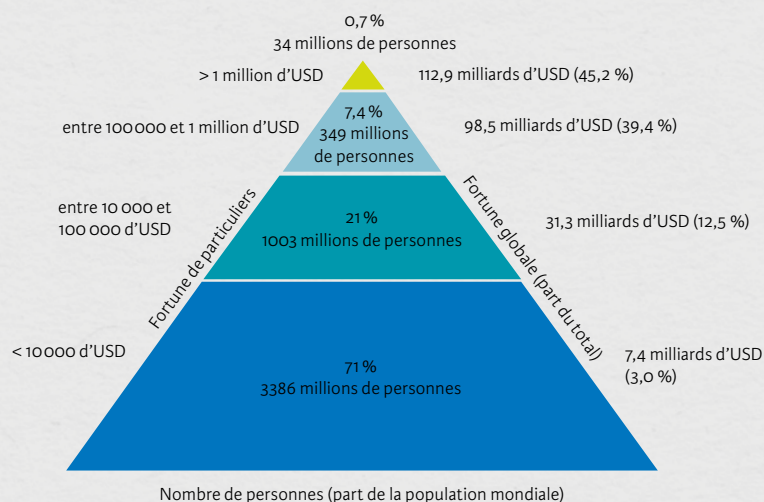 0,7 %
34 millions de personnes
> 1 million d’USD
112,9 milliards d’USD (45,2 %)
7,4 %
349 millions
de personnes
entre 100 000 et 1 million d’USD
98,5 milliards d’USD (39,4 %)
Fortune de particuliers
Fortune globale (part du total)
entre 10 000 et
100 000 d’USD
21 %
1003 millions de personnes
31,3 milliards d’USD (12,5 %)
< 10 000 d’USD
71 %
3386 millions de personnes
7,4 milliards d’USD
(3,0 %)
Nombre de personnes (part de la population mondiale)